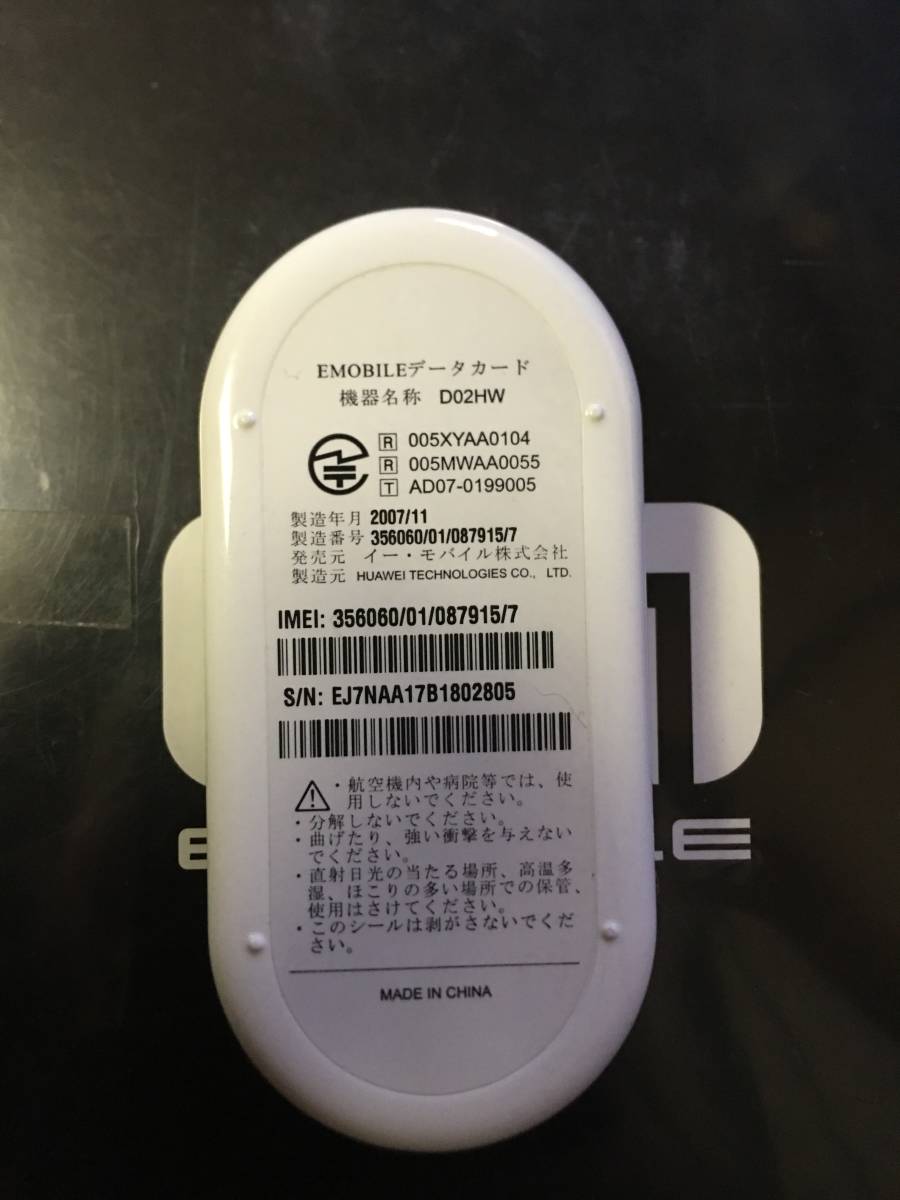 EMOBILEデータカード
機器名称 D02HW
R 005XYAA0104
R 005MWAA0055
T AD07-0199005
製造年月 2007/11
製造番号 356060/01/087915/7
発売元 イー・モバイル株式会社
製造元 HUAWEI TECHNOLOGIES CO., LTD.
IMEI: 356060/01/087915/7
S/N: EJ7NAA17B1802805
・航空機内や病院等では、使
用しないでください。
・分解しないでください。
・曲げたり、強い衝撃を与えない
でください。
・直射日光の当たる場所、高温多
湿、ほこりの多い場所での保管、
使用はさけてください。
・このシールは剥がさないでくだ
さい。
MADE IN CHINA